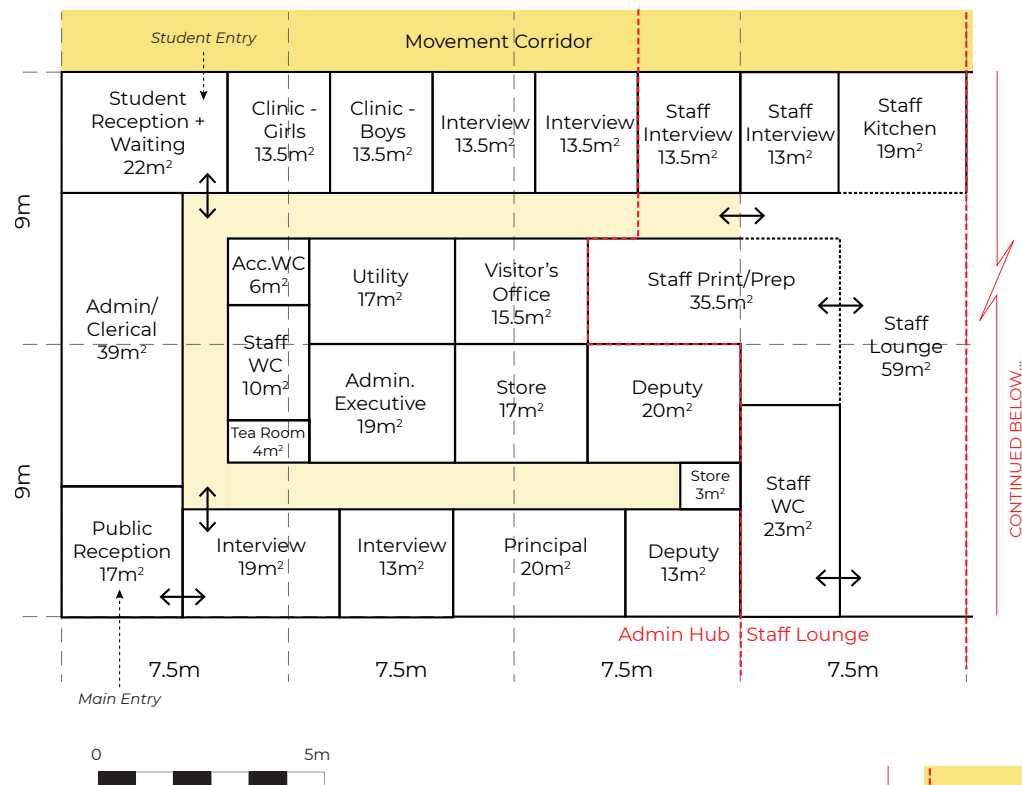 Student Entry
Movement Corridor
Student
Reception +
Waiting
22m²
Clinic -
Girls
13.5m²
Clinic -
Boys
13.5m²
Interview
13.5m²
Interview
13.5m²
Staff
Interview
13.5m²
Staff
Interview
13m²
Staff
Kitchen
19m²
9m
Acc.WC
6m²
Utility
17m²
Visitor's
Office
15.5m²
Staff Print/Prep
35.5m²
Admin/
Clerical
39m²
Staff
WC
10m²
Staff
Lounge
59m²
Admin.
Executive
19m²
Store
17m²
Deputy
20m²
Tea Room
4m²
CONTINUED BELOW...
9m
Store
3m²
Staff
WC
23m²
Public
Reception
17m²
Interview
19m²
Interview
13m²
Principal
20m²
Deputy
13m²
Admin Hub
Staff Lounge
7.5m
7.5m
7.5m
7.5m
Main Entry
0
5m